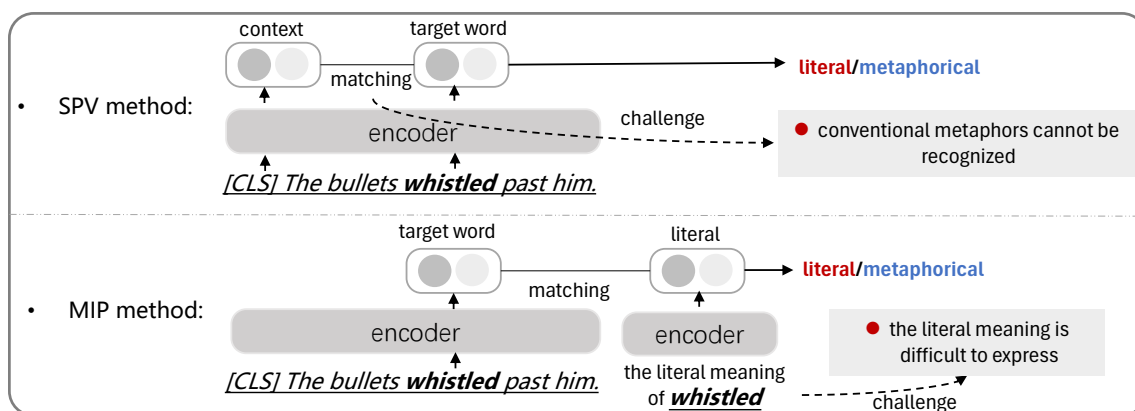 context
target word
matching
literal/metaphorical
• SPV method:
encoder
challenge
conventional metaphors cannot be
recognized
[CLS] The bullets whistled past him.
target word
literal
matching
literal/metaphorical
• MIP method:
encoder
encoder
the literal meaning is
difficult to express
[CLS] The bullets whistled past him.
the literal meaning
of whistled
challenge